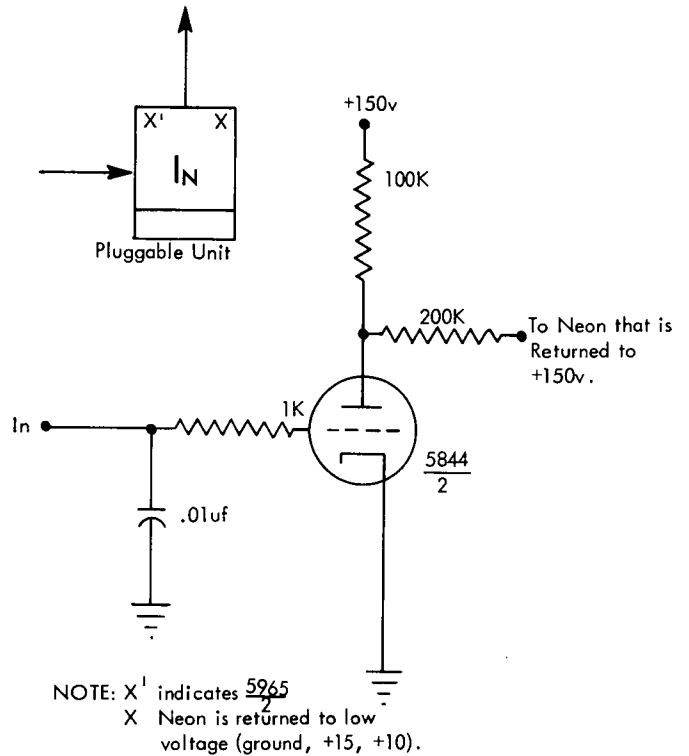 X' X
I_N
Pluggable Unit
+150v
100K
200K
To Neon that is
Returned to
+150v.
In
1K
5844
2
.01uf
NOTE: X' indicates 5965
2
X Neon is returned to low
voltage (ground, +15, +10).